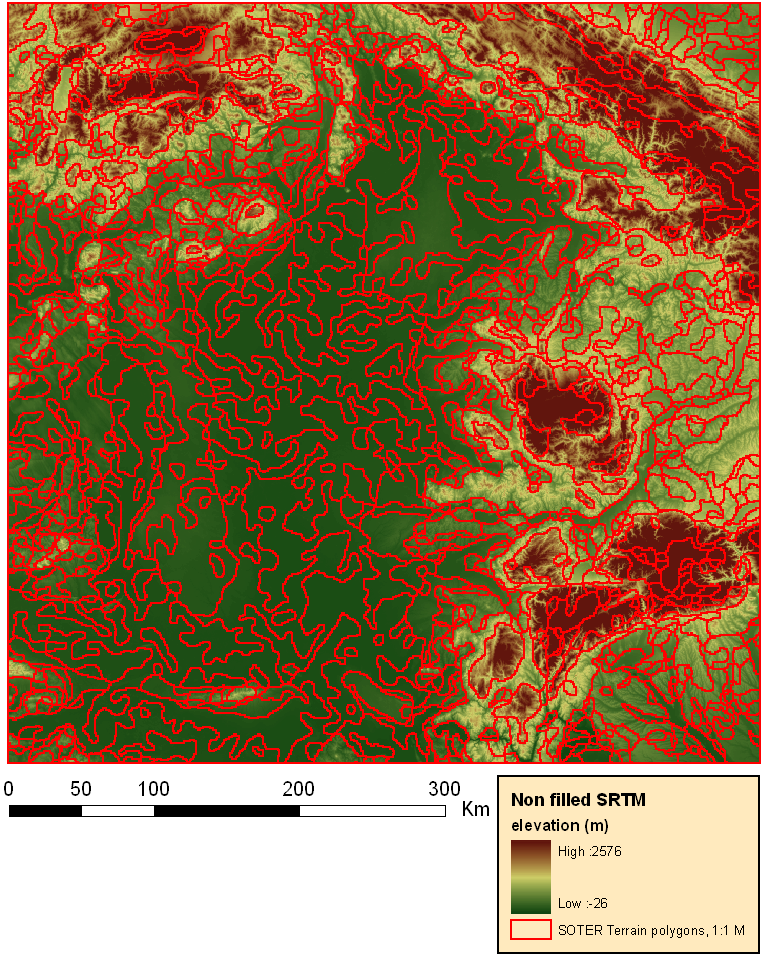 0 50 100 200 300
Km
Non filled SRTM
elevation (m)
High :2576
Low :-26
SOTER Terrain polygons, 1:1 M